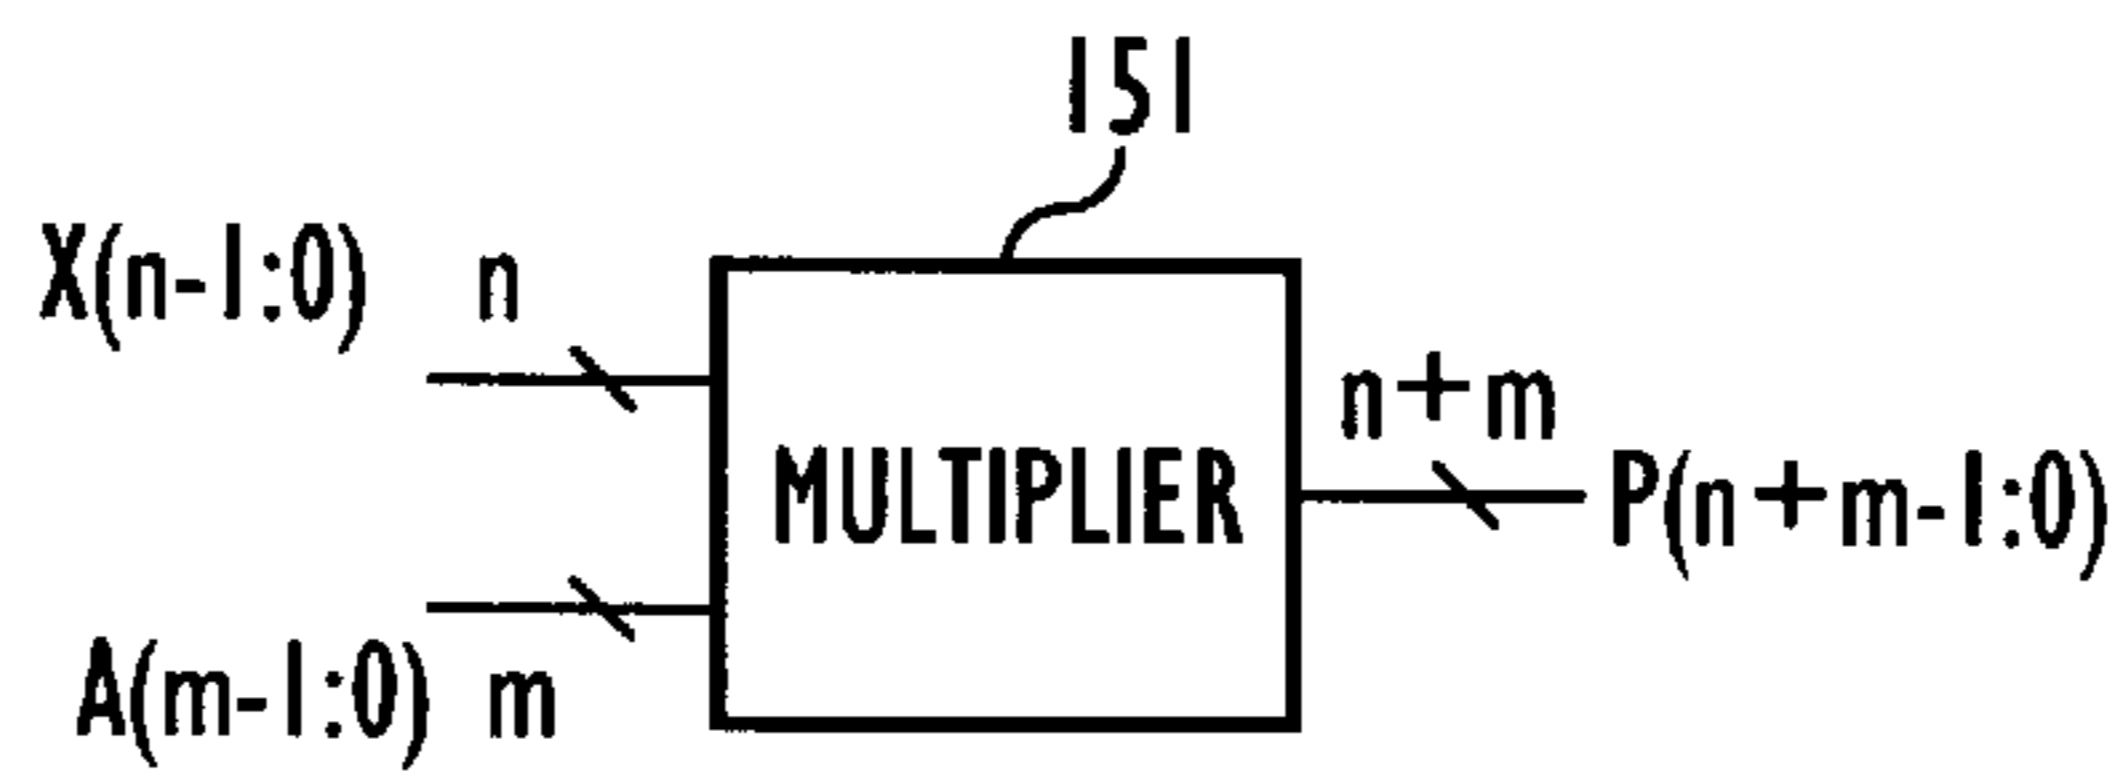 151
X(n-1:0) n
n+m
MULTIPLIER
P(n+m-1:0)
A(m-1:0) m